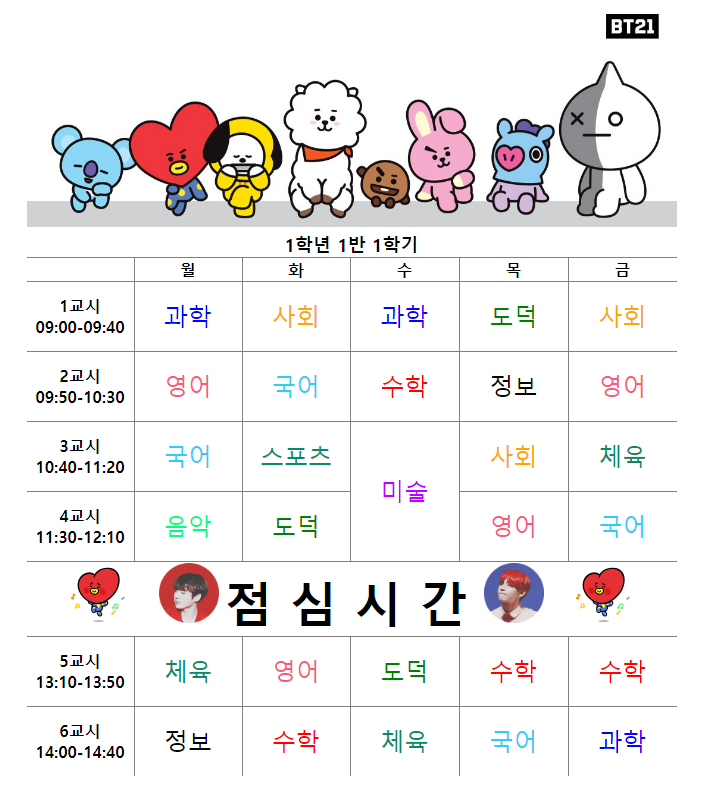 BT21
1학년 1반 1학기
월 화 수 목 금
1교시
09:00-09:40
과학 사회 과학 도덕 사회
2교시
09:50-10:30
영어 국어 수학 정보 영어
3교시
10:40-11:20
국어 스포츠 미술 사회 체육
4교시
11:30-12:10
음악 도덕 영어 국어
점 심 시 간
5교시
13:10-13:50
체육 영어 도덕 수학 수학
6교시
14:00-14:40
정보 수학 체육 국어 과학